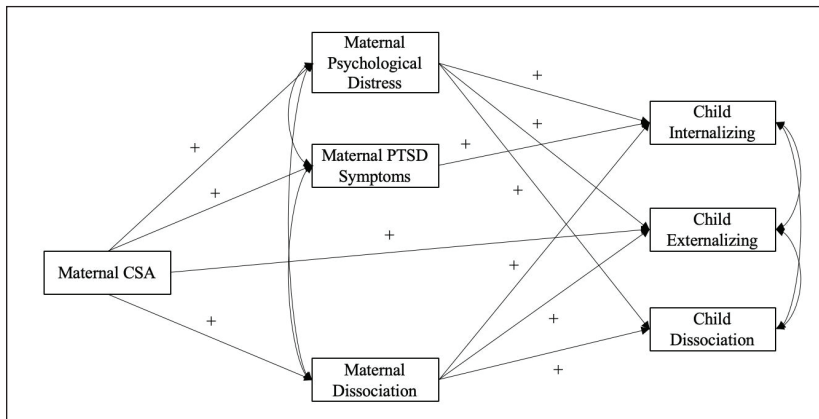 Maternal
Psychological
Distress
+
Child
Internalizing
+
+
+
Maternal PTSD
Symptoms
+
+
Child
Externalizing
+
Maternal CSA
+
+
+
Child
Dissociation
Maternal
Dissociation
+